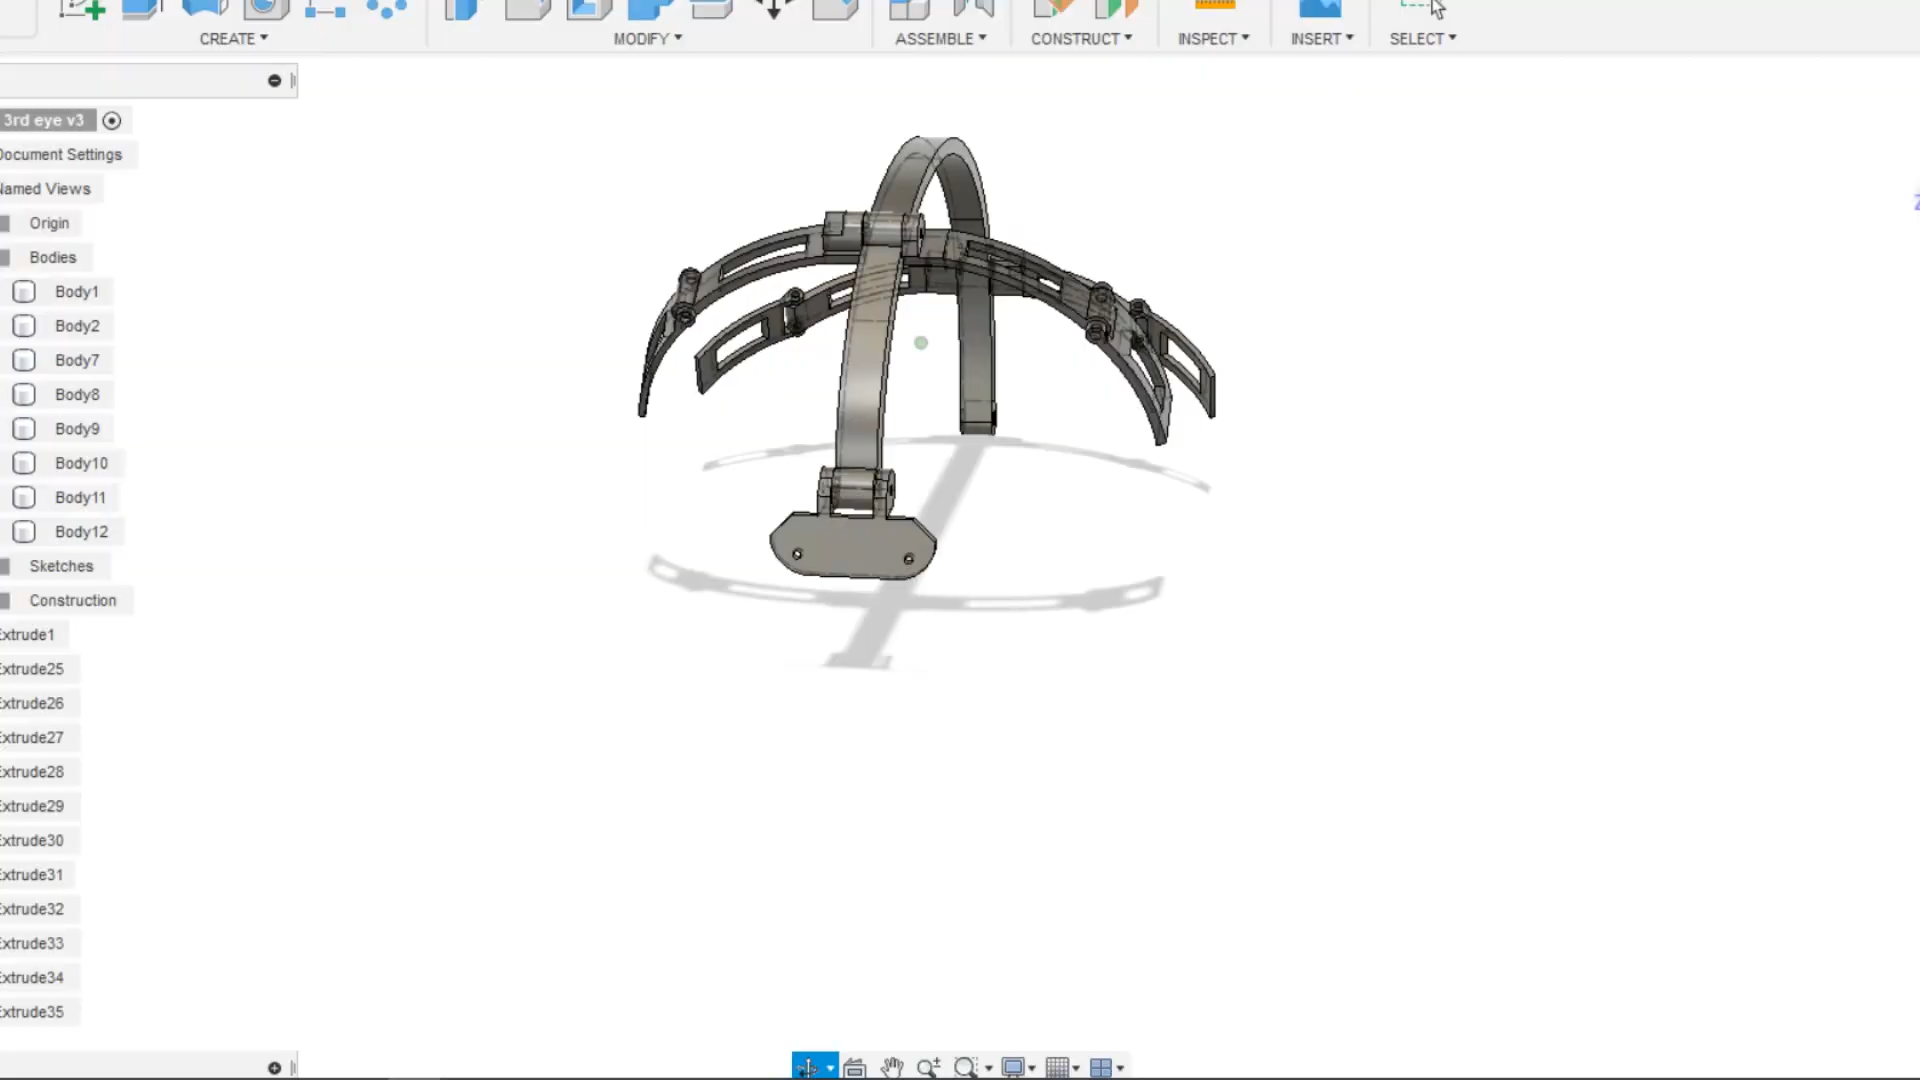 CREATE MODIFY ASSEMBLE CONSTRUCT INSPECT INSERT SELECT
3rd eye v3
Document Settings
Named Views
Origin
Bodies
Body1
Body2
Body7
Body8
Body9
Body10
Body11
Body12
Sketches
Construction
Extrude1
Extrude25
Extrude26
Extrude27
Extrude28
Extrude29
Extrude30
Extrude31
Extrude32
Extrude33
Extrude34
Extrude35